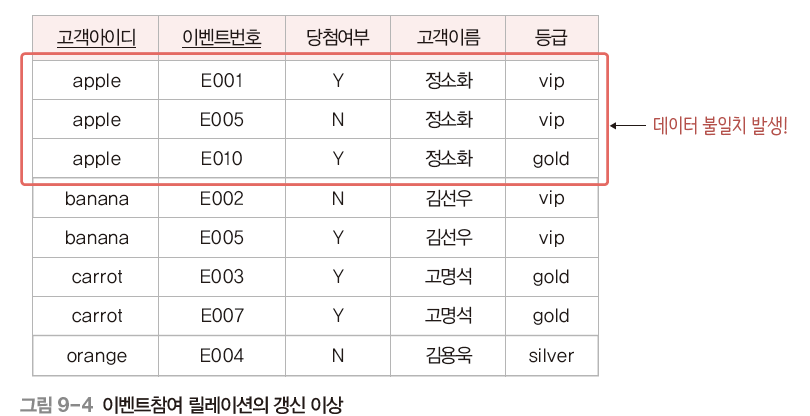 고객아이디 이벤트번호 당첨여부 고객이름 등급
apple E001 Y 정소화 vip
apple E005 N 정소화 vip
데이터 불일치 발생!
apple E010 Y 정소화 gold
banana E002 N 김선우 vip
banana E005 Y 김선우 vip
carrot E003 Y 고명석 gold
carrot E007 Y 고명석 gold
orange E004 N 김용욱 silver
그림 9-4 이벤트참여 릴레이션의 갱신 이상